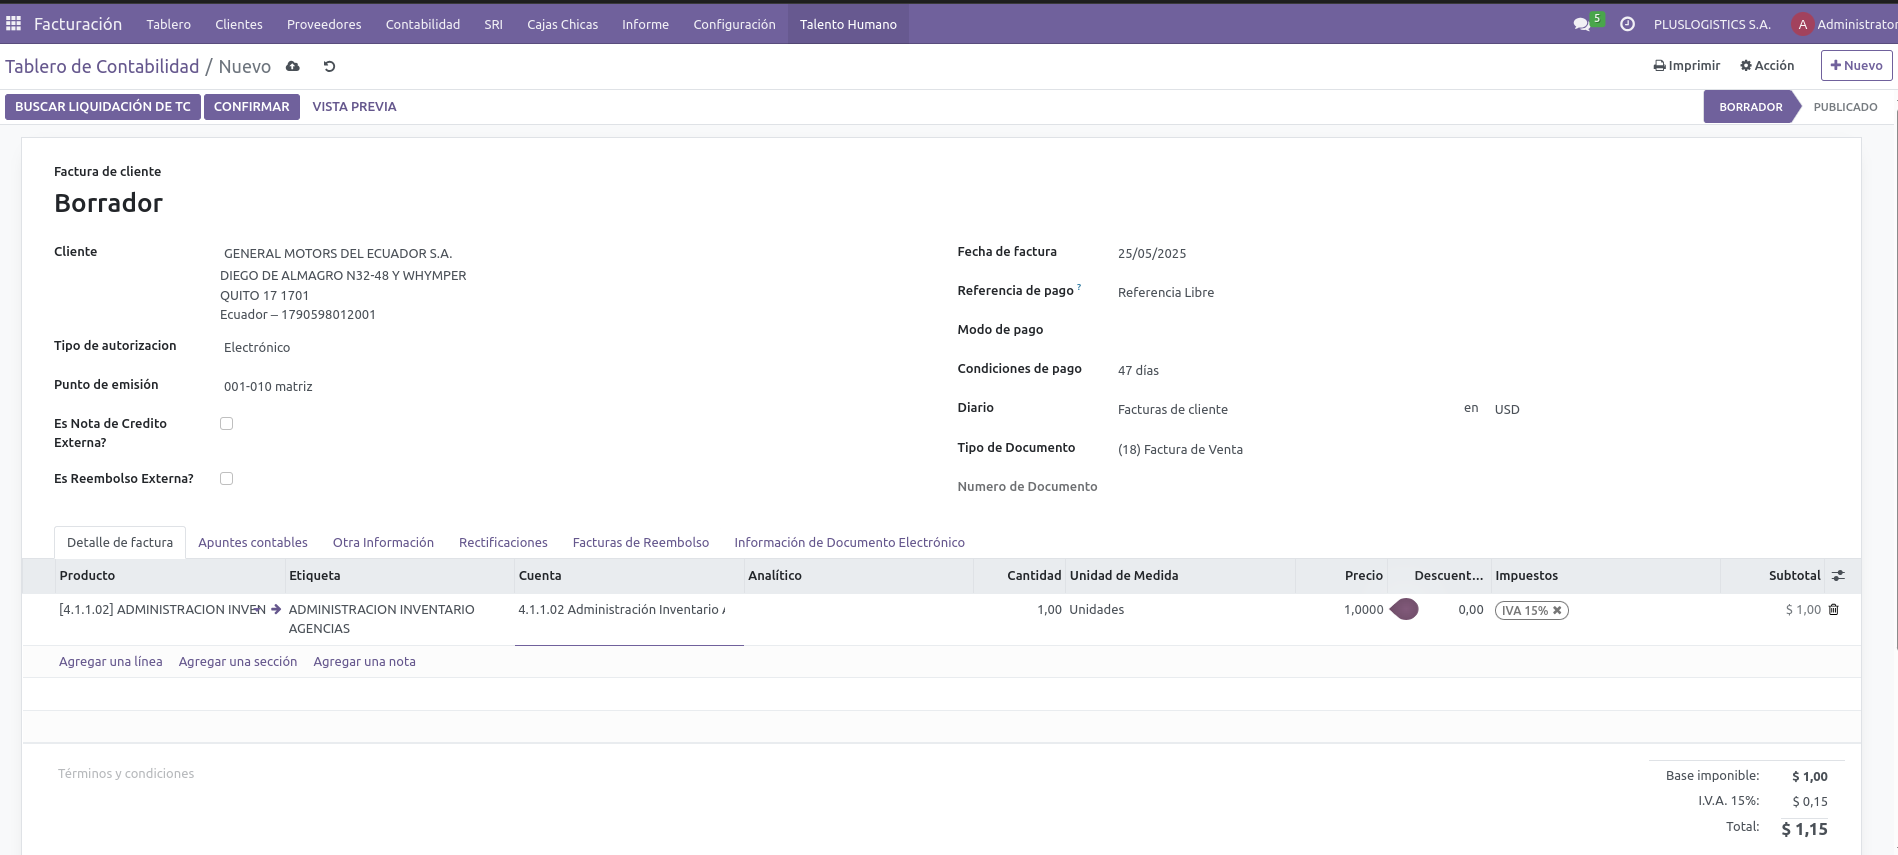 Facturación Tablero Clientes Proveedores Contabilidad SRI Cajas Chicas Informe Configuración Talento Humano 5 PLUSLOGISTICS S.A. A Administrator
Tablero de Contabilidad / Nuevo Imprimir Acción + Nuevo
BUSCAR LIQUIDACIÓN DE TC CONFIRMAR VISTA PREVIA BORRADOR PUBLICADO
Factura de cliente
Borrador
Cliente GENERAL MOTORS DEL ECUADOR S.A.
DIEGO DE ALMAGRO N32-48 Y WHYMPER
QUITO 17 1701
Ecuador – 1790598012001
Tipo de autorizacion Electrónico
Punto de emisión 001-010 matriz
Es Nota de Credito
Externa?
Es Reembolso Externa?
Fecha de factura 25/05/2025
Referencia de pago ? Referencia Libre
Modo de pago
Condiciones de pago 47 días
Diario Facturas de cliente en USD
Tipo de Documento (18) Factura de Venta
Numero de Documento
Detalle de factura Apuntes contables Otra Información Rectificaciones Facturas de Reembolso Información de Documento Electrónico
Producto Etiqueta Cuenta Analítico Cantidad Unidad de Medida Precio Descuent... Impuestos Subtotal
[4.1.1.02] ADMINISTRACION INVEN ADMINISTRACION INVENTARIO 4.1.1.02 Administración Inventario 1,00 Unidades 1,0000 0,00 IVA 15% $ 1,00
AGENCIAS
Agregar una línea Agregar una sección Agregar una nota
Términos y condiciones
Base imponible: $ 1,00
I.V.A. 15%: $ 0,15
Total: $ 1,15